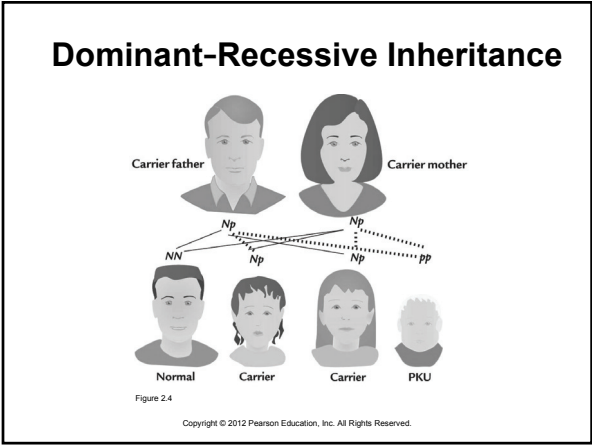 Dominant-Recessive Inheritance
Carrier father
Carrier mother
Np Np
NN Np Np pp
Normal Carrier Carrier PKU
Figure 2.4
Copyright © 2012 Pearson Education, Inc. All Rights Reserved.